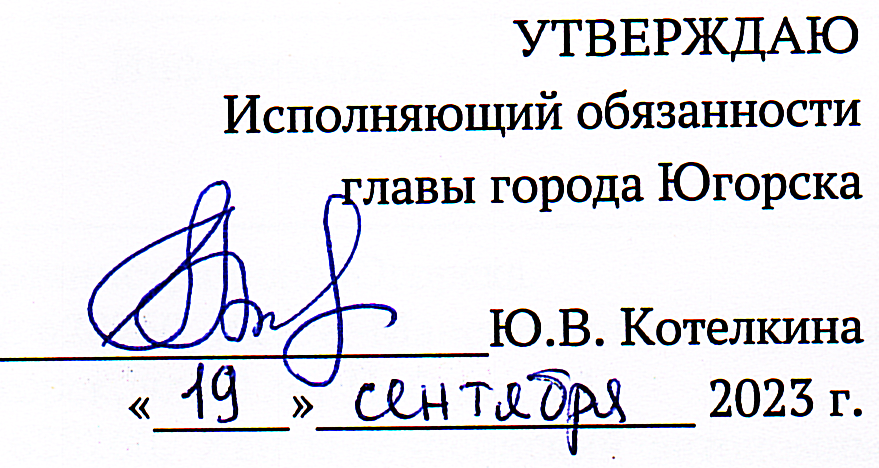 УТВЕРЖДАЮ
Исполняющий обязанности
главы города Югорска
Ю.В. Котелкина
« 19 » сентября 2023 г.